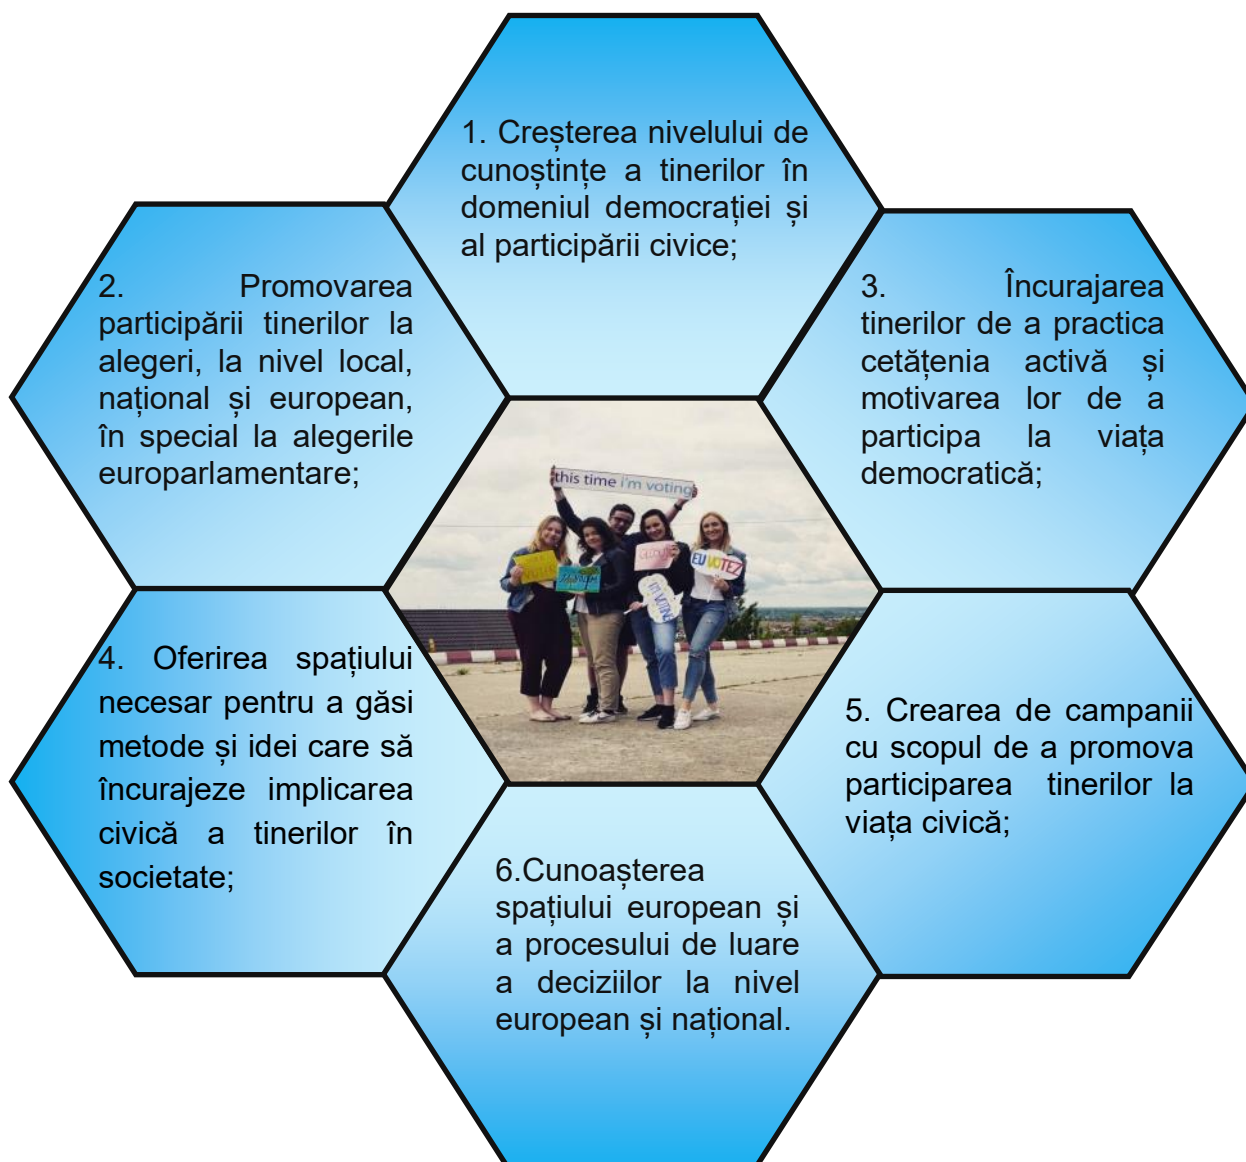 1. Creșterea nivelului de
cunoștințe a tinerilor în
domeniul democrației și
al participării civice;
2. Promovarea
participării tinerilor la
alegeri, la nivel local,
național și european,
în special la alegerile
europarlamentare;
3. Încurajarea
tinerilor de a practica
cetățenia activă și
motivarea lor de a
participa la viața
democratică;
this time i'm voting
EU VOTEZ
I'M VOTING
4. Oferirea spațiului
necesar pentru a găsi
metode și idei care să
încurajeze implicarea
civică a tinerilor în
societate;
5. Crearea de campanii
cu scopul de a promova
participarea tinerilor la
viața civică;
6.Cunoașterea
spațiului european și
a procesului de luare
a deciziilor la nivel
european și național.